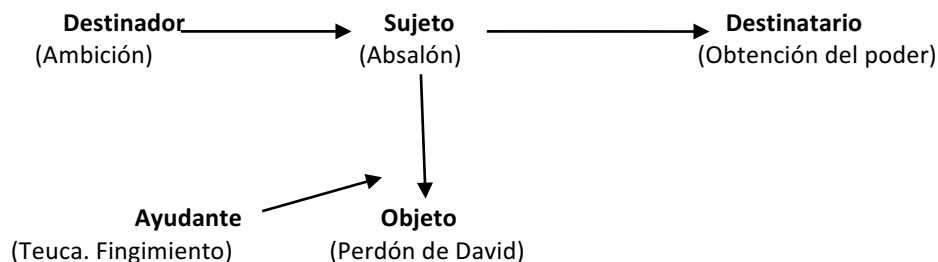 Destinador Sujeto Destinatario
(Ambición) (Absalón) (Obtención del poder)
Ayudante Objeto
(Teuca. Fingimiento) (Perdón de David)